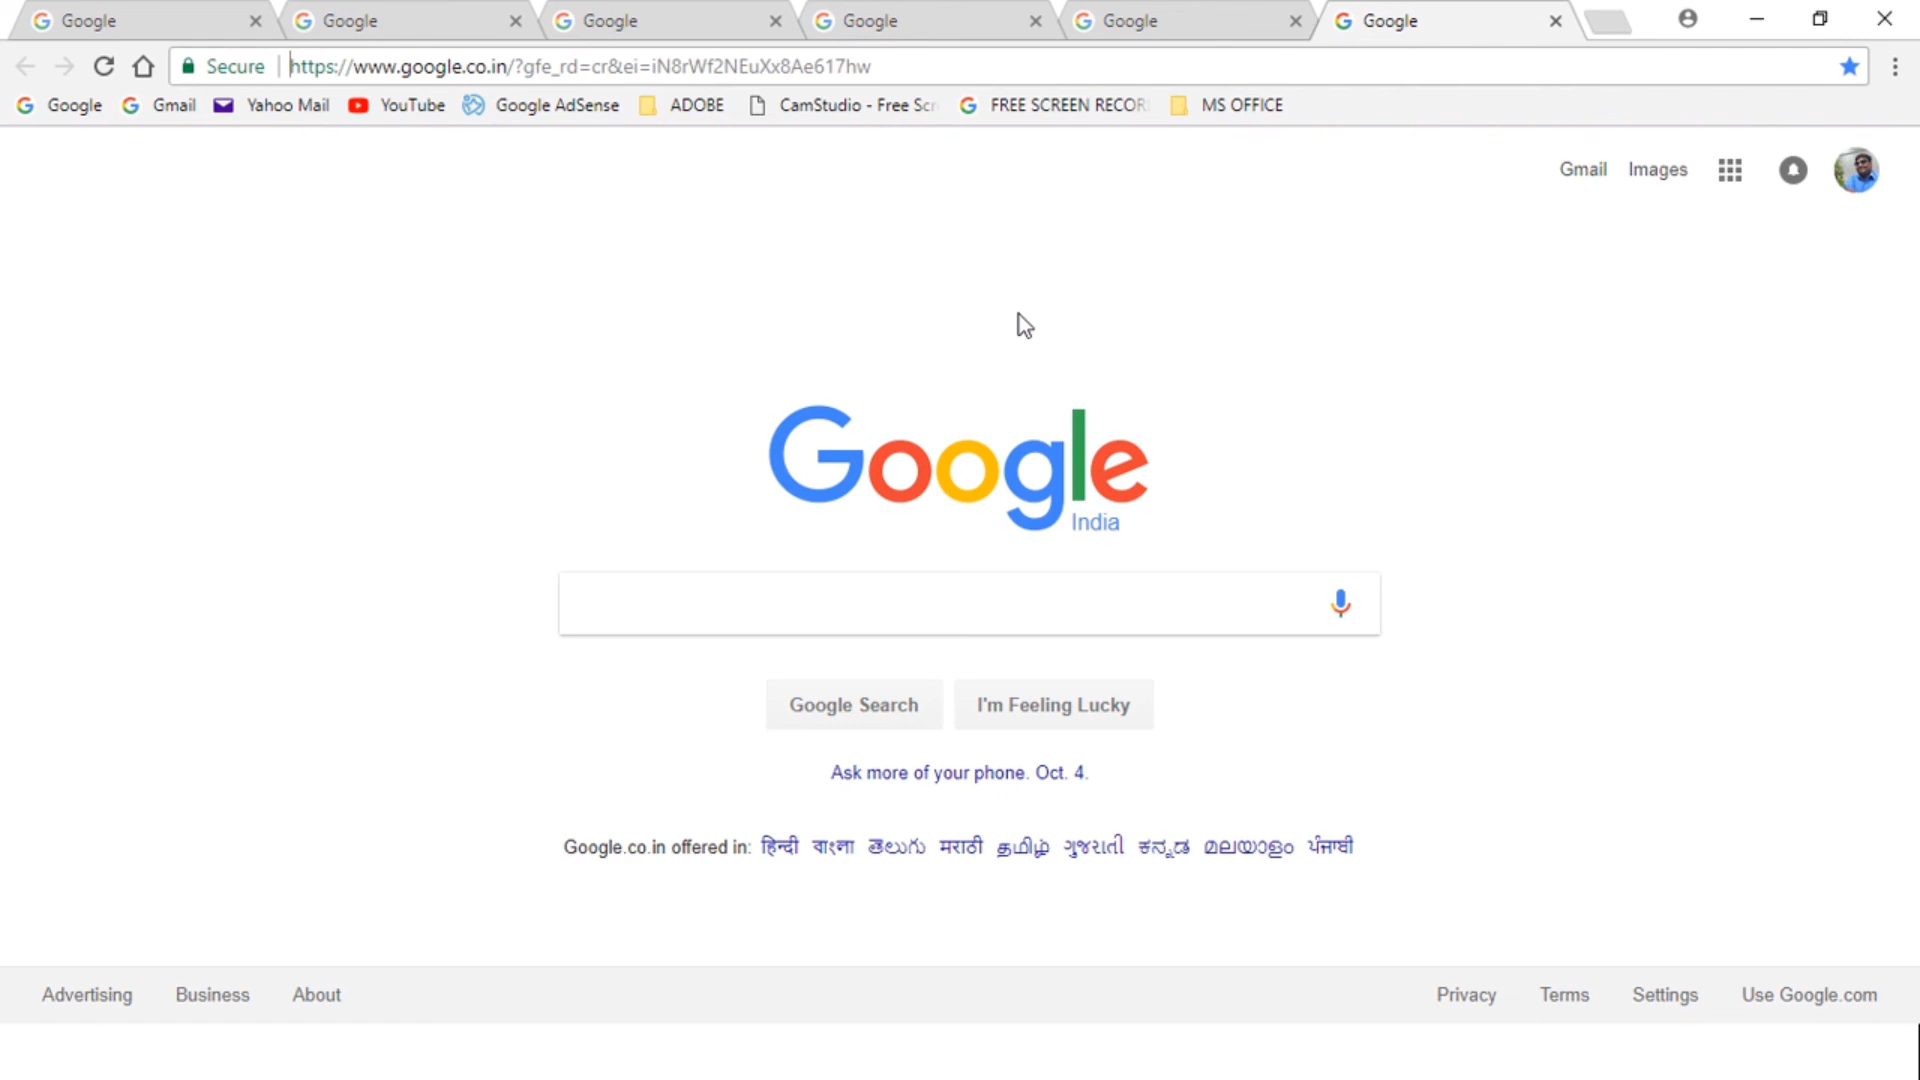 Google Google Google Google Google Google
Secure https://www.google.co.in/?gfe_rd=cr&ei=iN8rWf2NEuXx8Ae617hw
Google Gmail Yahoo Mail YouTube Google AdSense ADOBE CamStudio - Free Scr FREE SCREEN RECOR MS OFFICE
Gmail Images
Google
India
Google Search I'm Feeling Lucky
Ask more of your phone. Oct. 4.
Google.co.in offered in: हिन्दी বাংলা తెలుగు मराठी தமிழ் ગુજરાતી ಕನ್ನಡ മലയാളം ਪੰਜਾਬੀ
Advertising Business About Privacy Terms Settings Use Google.com